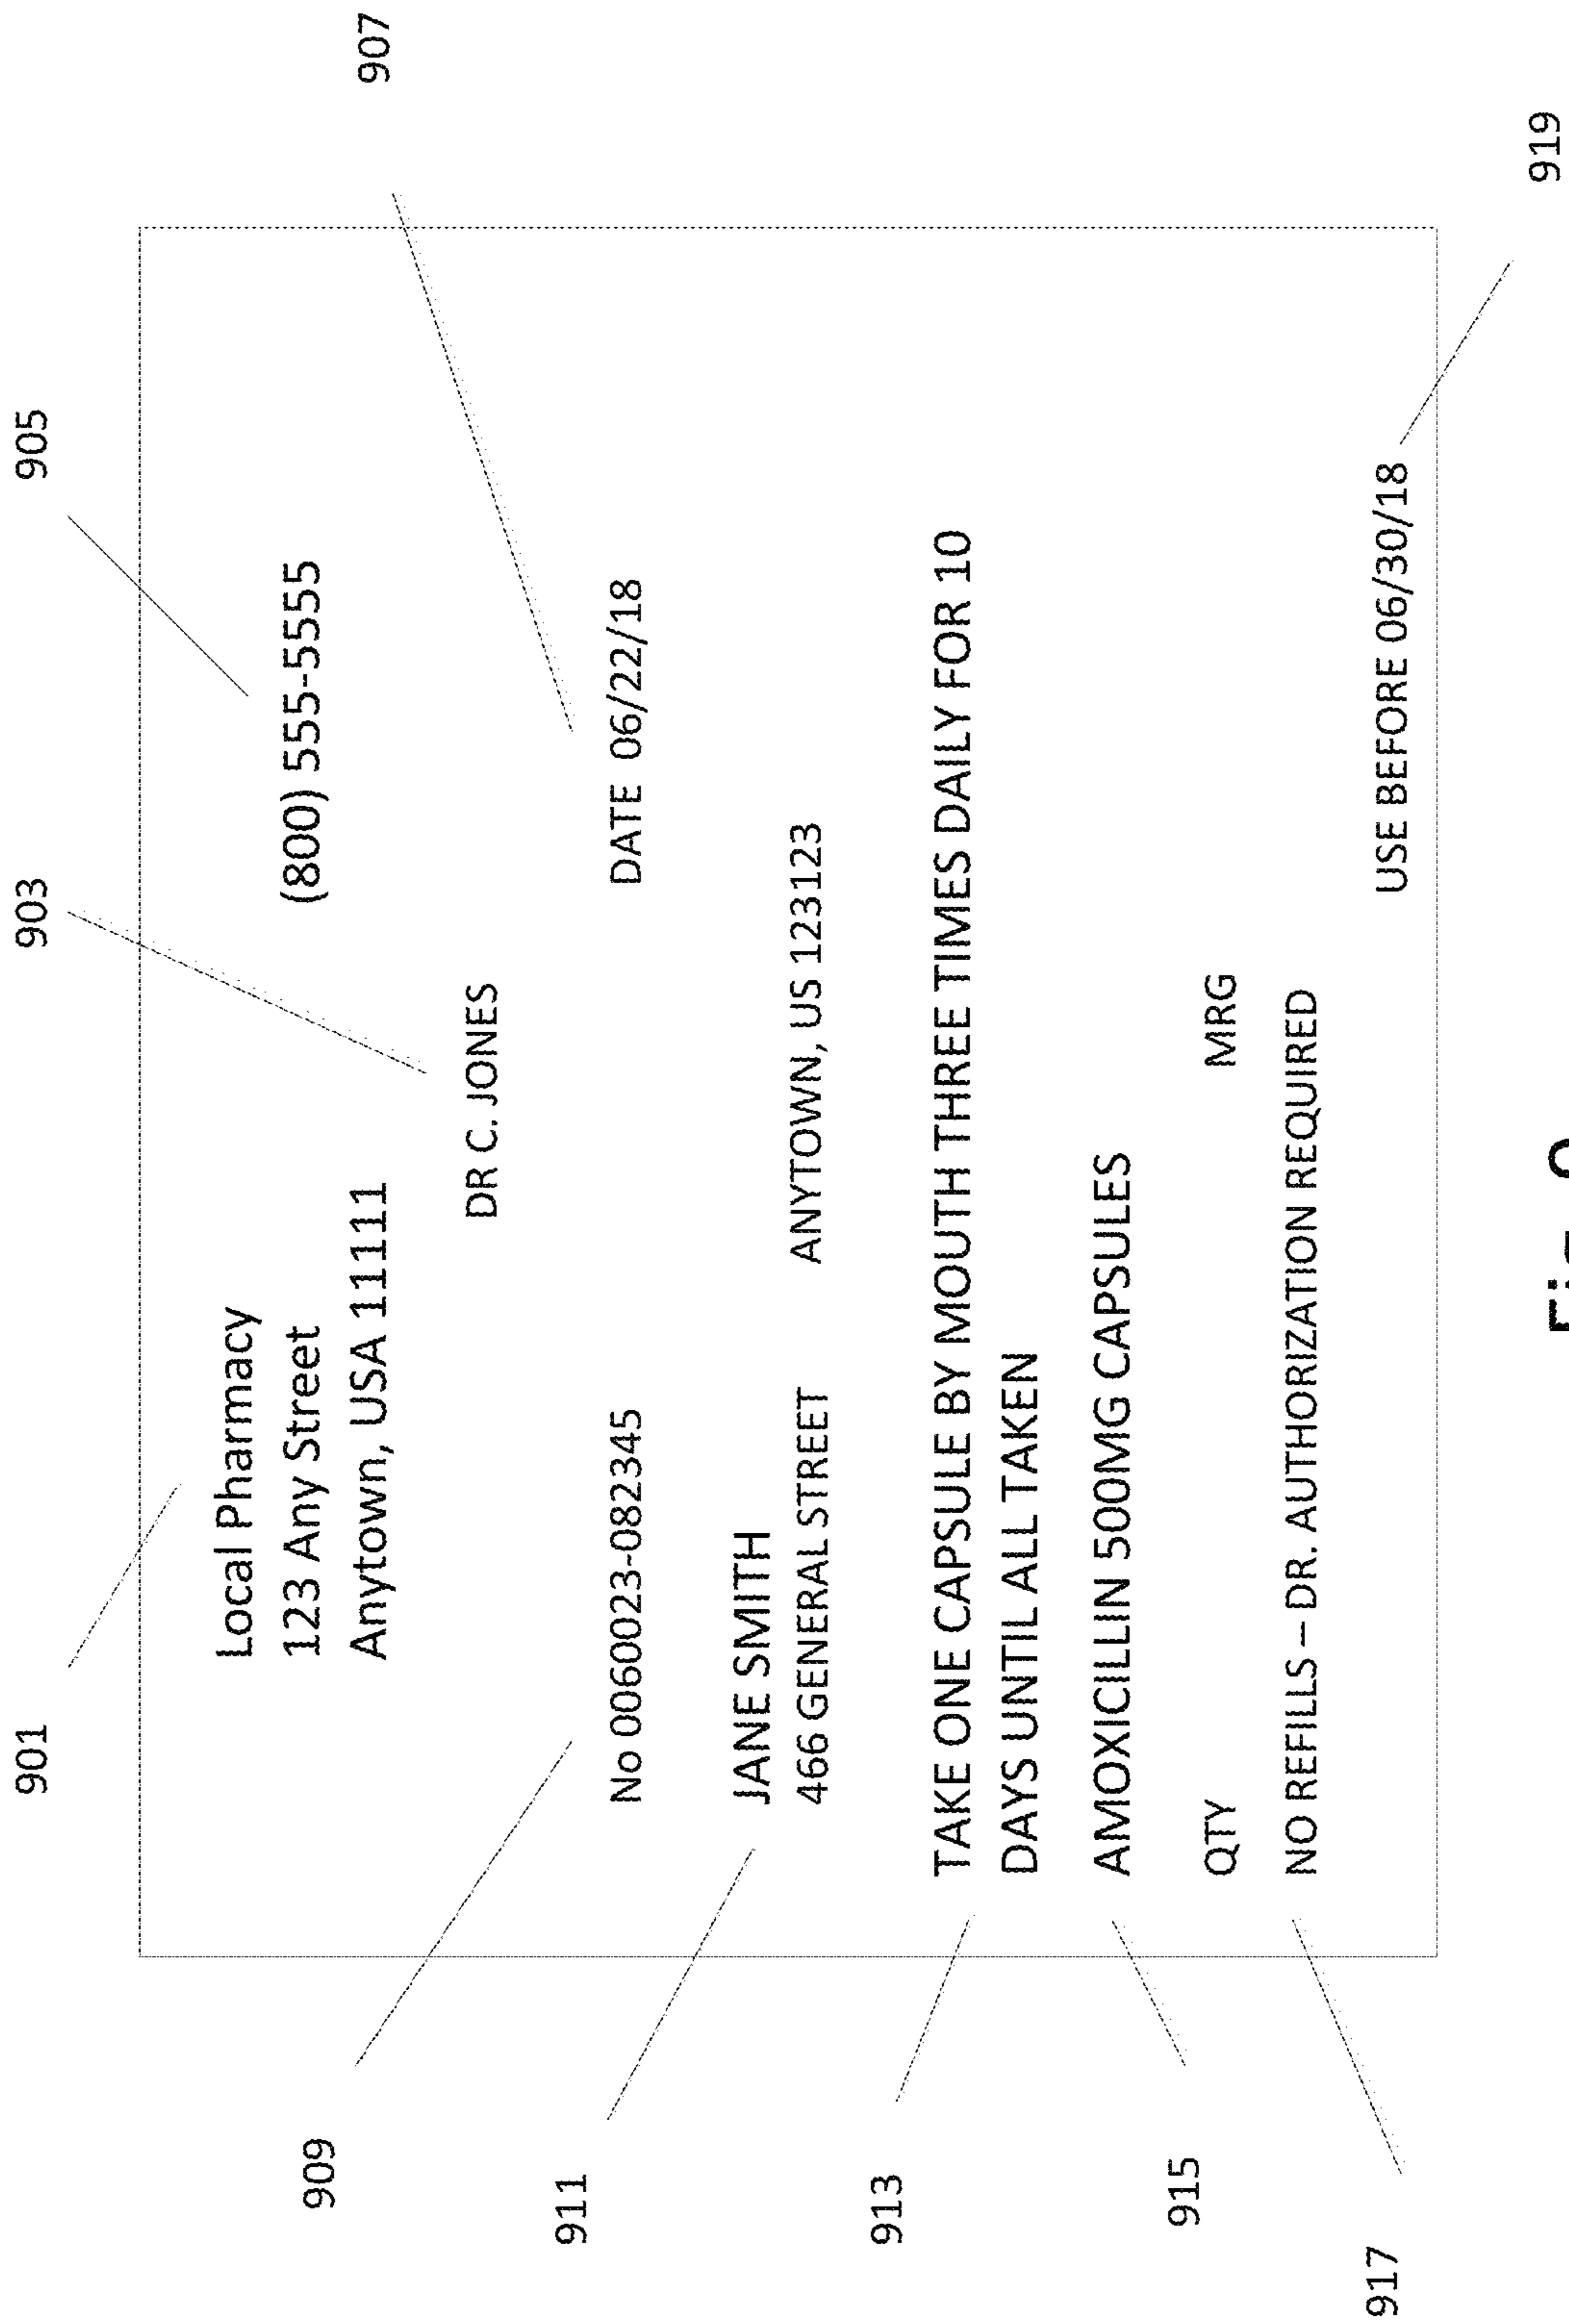 901
903
905
907
Local Pharmacy
123 Any Street
(800) 555-5555
Anytown, USA 11111
DR C. JONES
909
No 0060023-082345
DATE 06/22/18
911
JANE SMITH
466 GENERAL STREET
ANYTOWN, US 123123
913
TAKE ONE CAPSULE BY MOUTH THREE TIMES DAILY FOR 10
DAYS UNTIL ALL TAKEN
915
AMOXICILLIN 500MG CAPSULES
QTY
MRG
917
NO REFILLS – DR. AUTHORIZATION REQUIRED
USE BEFORE 06/30/18
919